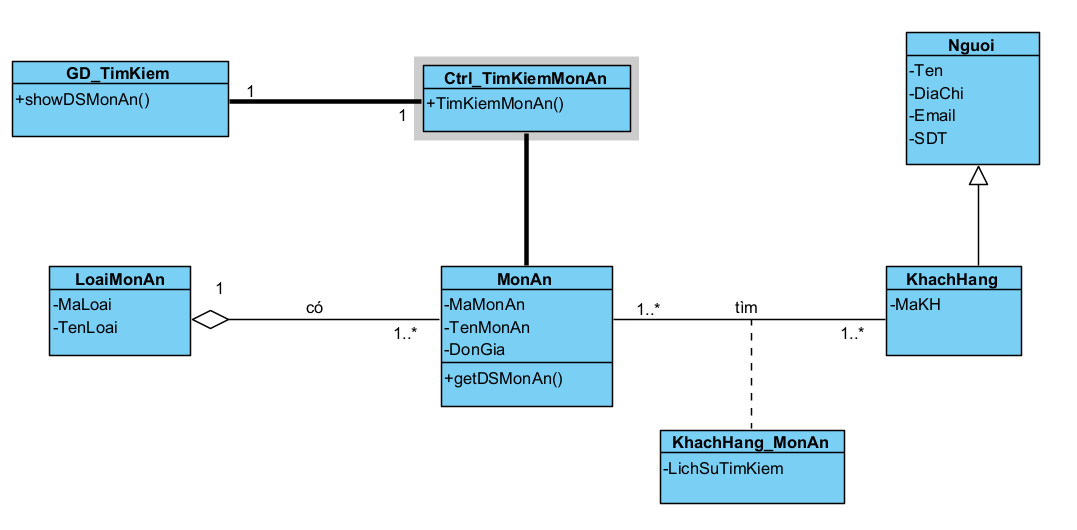 Nguoi
-Ten
-DiaChi
-Email
-SDT
GD_TimKiem
+showDSMonAn()
1
1
Ctrl_TimKiemMonAn
+TimKiemMonAn()
LoaiMonAn
-MaLoai
-TenLoai
1
có
1..*
MonAn
-MaMonAn
-TenMonAn
-DonGia
+getDSMonAn()
1..*
tìm
1..*
KhachHang
-MaKH
KhachHang_MonAn
-LichSuTimKiem